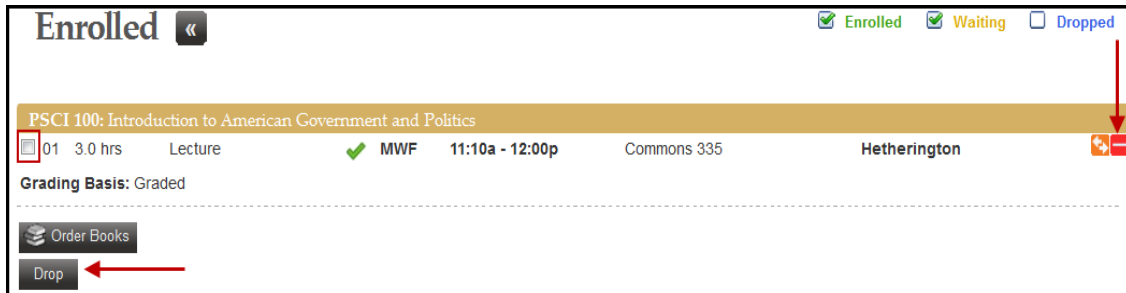 Enrolled «
Enrolled Waiting Dropped
PSCI 100: Introduction to American Government and Politics
01 3.0 hrs Lecture MWF 11:10a - 12:00p Commons 335 Hetherington
Grading Basis: Graded
Order Books
Drop